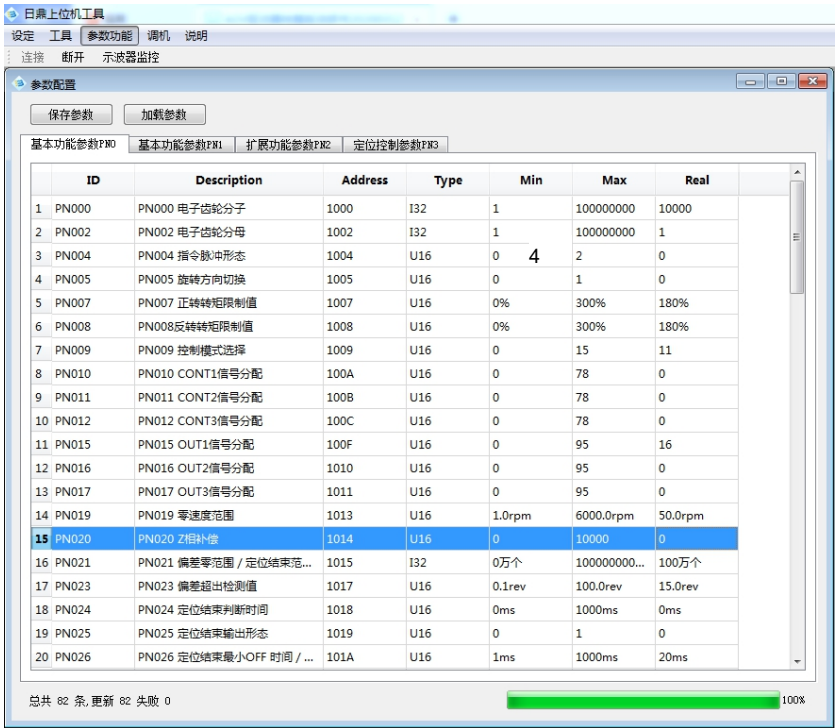 日鼎上位机工具
设定 工具 参数功能 调机 说明
连接 断开 示波器监控
参数配置
保存参数 加载参数
基本功能参数PN0 基本功能参数PN1 扩展功能参数PN2 定位控制参数PN3
ID Description Address Type Min Max Real
1 PN000 PN000 电子齿轮分子 1000 I32 1 100000000 10000
2 PN002 PN002 电子齿轮分母 1002 I32 1 100000000 1
3 PN004 PN004 指令脉冲形态 1004 U16 0 4 2 0
4 PN005 PN005 旋转方向切换 1005 U16 0 1 0
5 PN007 PN007 正转转矩限制值 1007 U16 0% 300% 180%
6 PN008 PN008反转转矩限制值 1008 U16 0% 300% 180%
7 PN009 PN009 控制模式选择 1009 U16 0 15 11
8 PN010 PN010 CONT1信号分配 100A U16 0 78 0
9 PN011 PN011 CONT2信号分配 100B U16 0 78 0
10 PN012 PN012 CONT3信号分配 100C U16 0 78 0
11 PN015 PN015 OUT1信号分配 100F U16 0 95 16
12 PN016 PN016 OUT2信号分配 1010 U16 0 95 0
13 PN017 PN017 OUT3信号分配 1011 U16 0 95 0
14 PN019 PN019 零速度范围 1013 U16 1.0rpm 6000.0rpm 50.0rpm
15 PN020 PN020 Z相补偿 1014 U16 0 10000 0
16 PN021 PN021 偏差零范围 / 定位结束范... 1015 I32 0万个 100000000... 100万个
17 PN023 PN023 偏差超出检测值 1017 U16 0.1rev 100.0rev 15.0rev
18 PN024 PN024 定位结束判断时间 1018 U16 0ms 1000ms 0ms
19 PN025 PN025 定位结束输出形态 1019 U16 0 1 0
20 PN026 PN026 定位结束最小OFF 时间 / ... 101A U16 1ms 1000ms 20ms
总共 82 条,更新 82 失败 0 100%